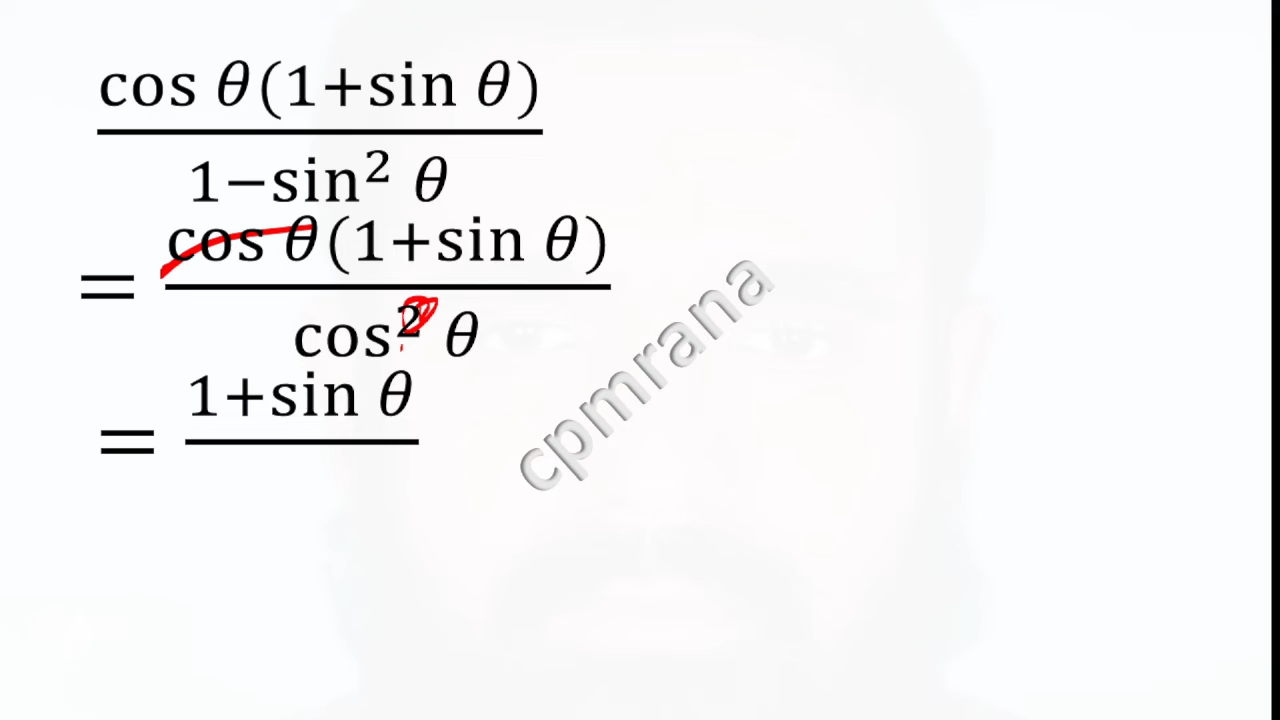 cos θ(1+sin θ)
1−sin² θ
= cos θ(1+sin θ)
cos² θ
= 1+sin θ
cpmrana